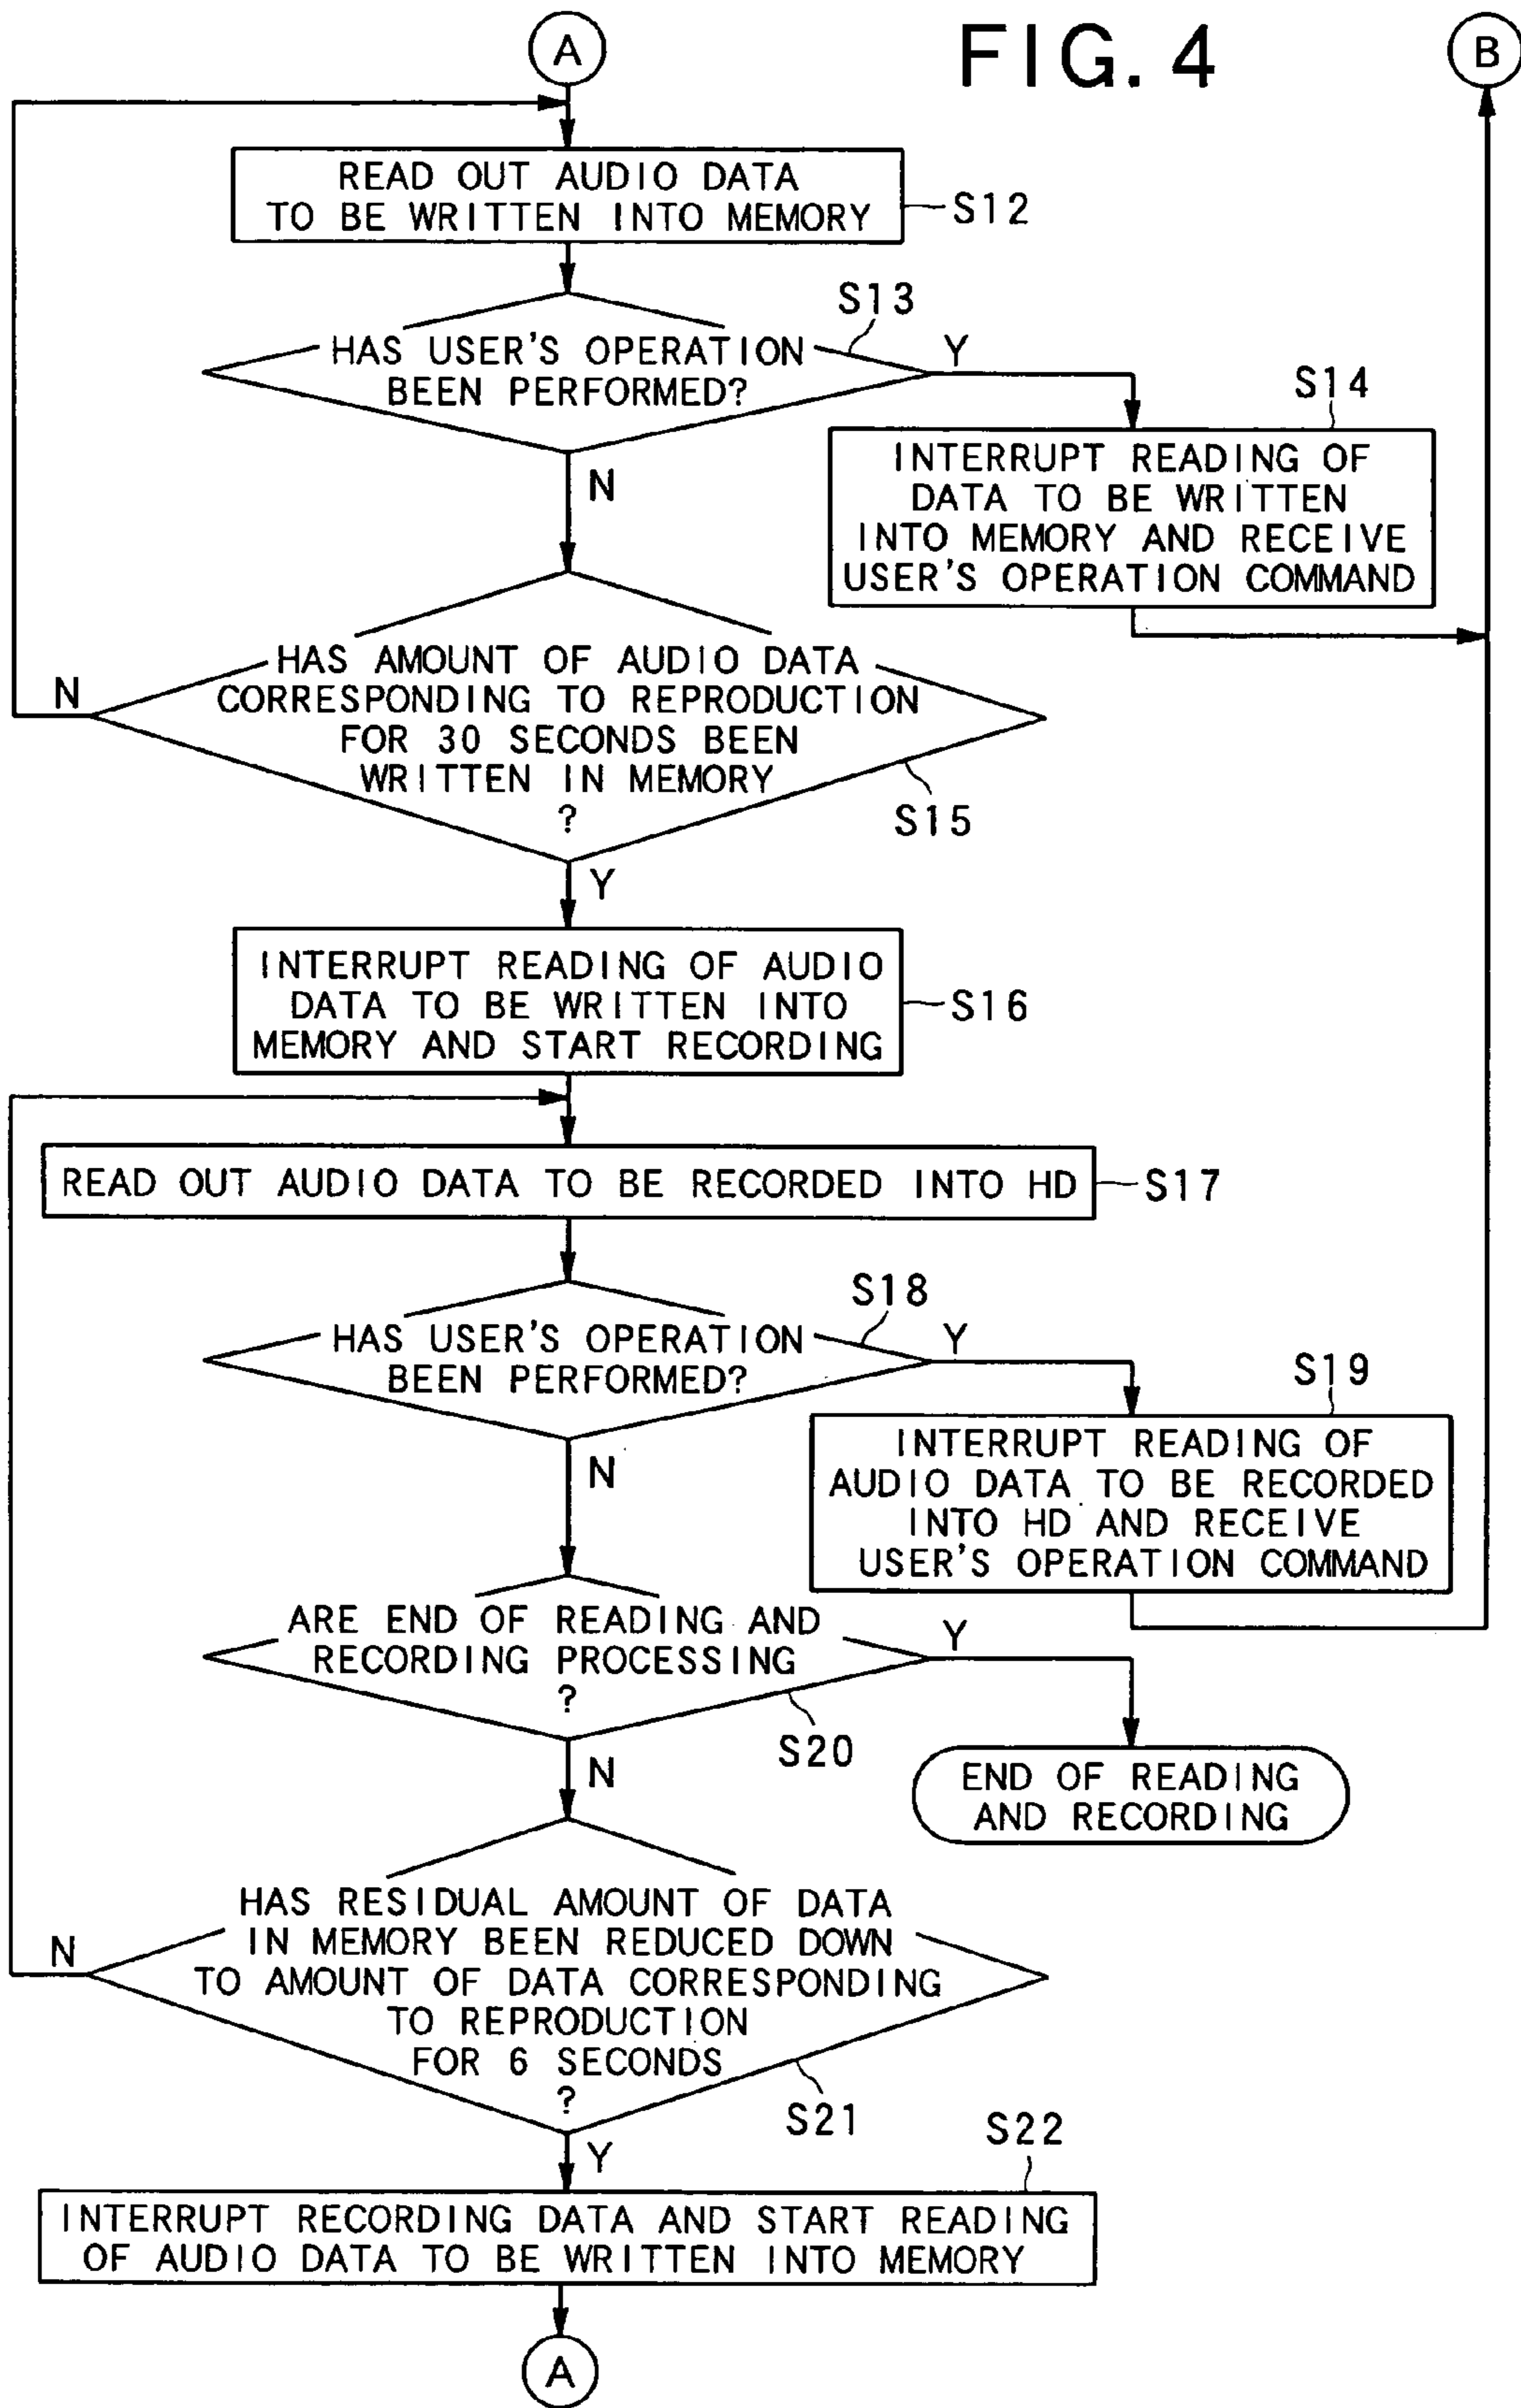 A
FIG. 4
B
READ OUT AUDIO DATA
TO BE WRITTEN INTO MEMORY
S12
S13
HAS USER'S OPERATION
BEEN PERFORMED?
Y
N
S14
INTERRUPT READING OF
DATA TO BE WRITTEN
INTO MEMORY AND RECEIVE
USER'S OPERATION COMMAND
HAS AMOUNT OF AUDIO DATA
CORRESPONDING TO REPRODUCTION
FOR 30 SECONDS BEEN
WRITTEN IN MEMORY
?
N
S15
Y
INTERRUPT READING OF AUDIO
DATA TO BE WRITTEN INTO
MEMORY AND START RECORDING
S16
READ OUT AUDIO DATA TO BE RECORDED INTO HD
S17
S18
HAS USER'S OPERATION
BEEN PERFORMED?
Y
N
S19
INTERRUPT READING OF
AUDIO DATA TO BE RECORDED
INTO HD AND RECEIVE
USER'S OPERATION COMMAND
ARE END OF READING AND
RECORDING PROCESSING
?
Y
S20
N
END OF READING
AND RECORDING
HAS RESIDUAL AMOUNT OF DATA
IN MEMORY BEEN REDUCED DOWN
TO AMOUNT OF DATA CORRESPONDING
TO REPRODUCTION
FOR 6 SECONDS
?
N
S21
Y
S22
INTERRUPT RECORDING DATA AND START READING
OF AUDIO DATA TO BE WRITTEN INTO MEMORY
A